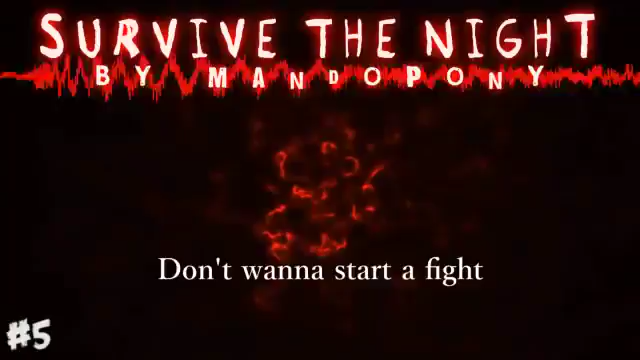 SURVIVE THE NIGHT
BY MANDOPONY
Don't wanna start a fight
#5